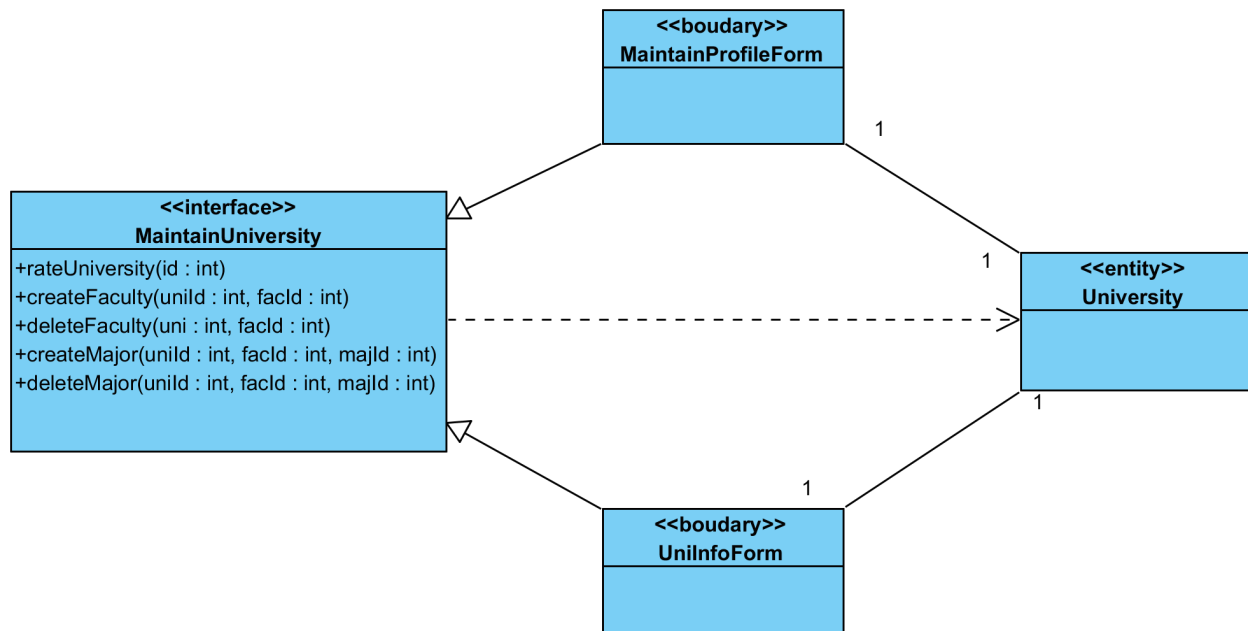 <<boudary>>
MaintainProfileForm
1
<<interface>>
MaintainUniversity
+rateUniversity(id : int)
+createFaculty(uniId : int, facId : int)
+deleteFaculty(uni : int, facId : int)
+createMajor(uniId : int, facId : int, majId : int)
+deleteMajor(uniId : int, facId : int, majId : int)
1
<<entity>>
University
1
1
<<boudary>>
UniInfoForm